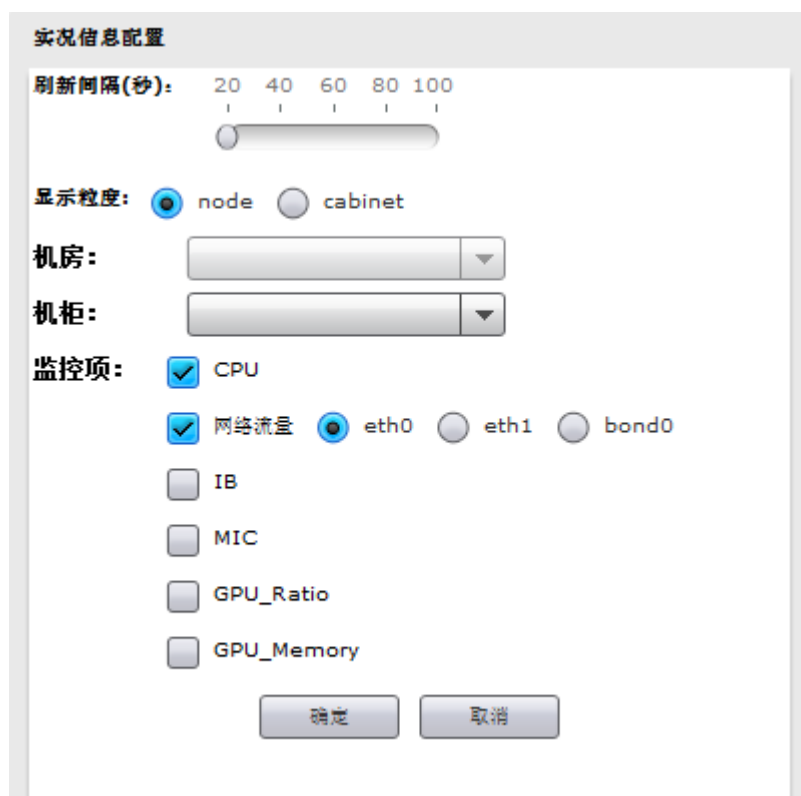 实况信息配置
刷新间隔(秒): 20 40 60 80 100
显示粒度: node cabinet
机房:
机柜:
监控项: CPU
网络流量 eth0 eth1 bond0
IB
MIC
GPU_Ratio
GPU_Memory
确定 取消